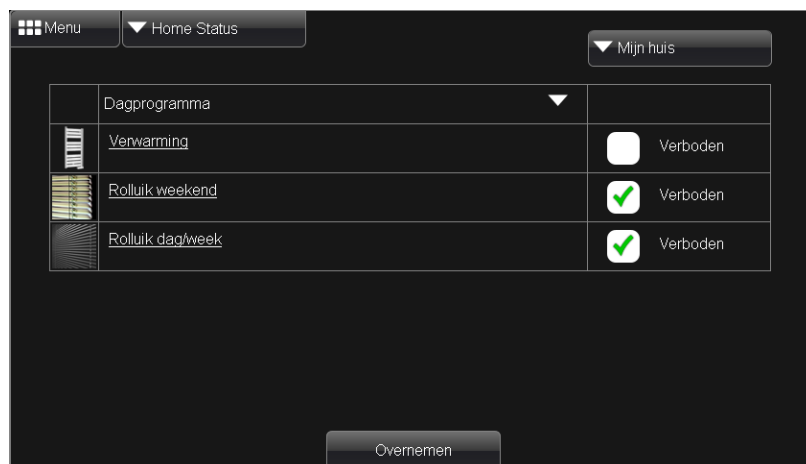 Menu
Home Status
Mijn huis
Dagprogramma
Verwarming
Verboden
Rolluik weekend
Verboden
Rolluik dag/week
Verboden
Overnemen